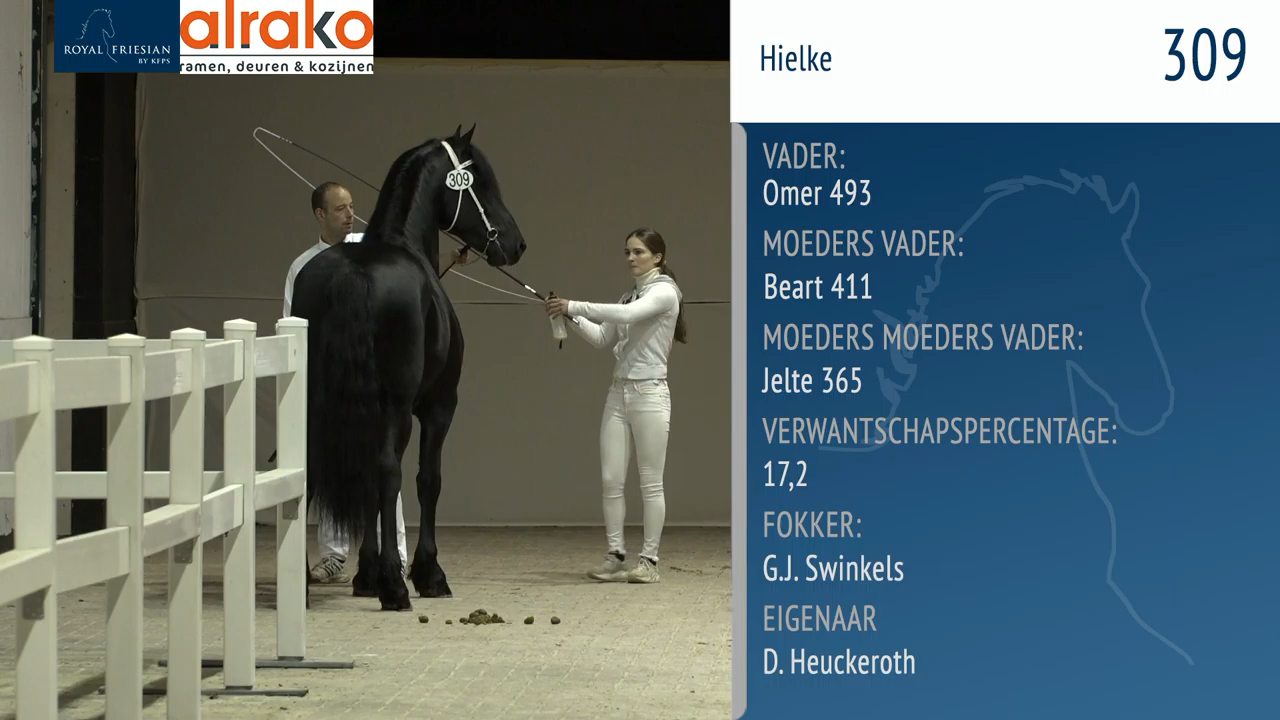 ROYAL FRIESIAN
BY KFPS
alrako
ramen, deuren & kozijnen
309
Hielke
309
VADER:
Omer 493
MOEDERS VADER:
Beart 411
MOEDERS MOEDERS VADER:
Jelte 365
VERWANTSCHAPSPERCENTAGE:
17,2
FOKKER:
G.J. Swinkels
EIGENAAR
D. Heuckeroth